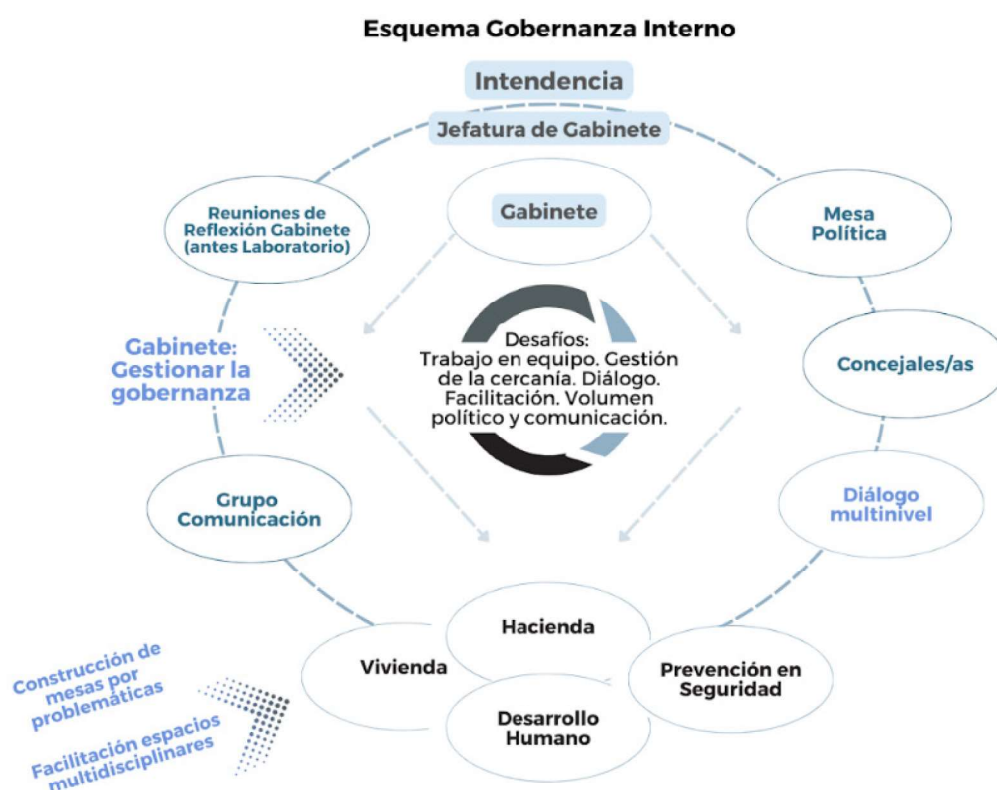 Esquema Gobernanza Interno
Intendencia
Jefatura de Gabinete
Gabinete
Reuniones de
Reflexión Gabinete
(antes Laboratorio)
Mesa
Política
Gabinete:
Gestionar la
gobernanza
Desafíos:
Trabajo en equipo. Gestión
de la cercanía. Diálogo.
Facilitación. Volumen
político y comunicación.
Concejales/as
Grupo
Comunicación
Diálogo
multinivel
Hacienda
Vivienda
Prevención en
Seguridad
Desarrollo
Humano
Construcción de
mesas por
problemáticas
Facilitación espacios
multidisciplinares